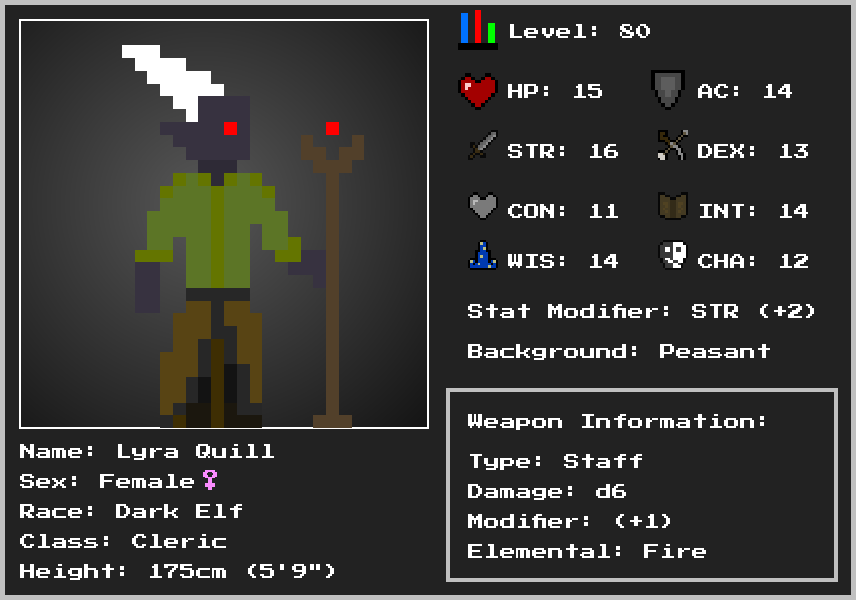 Level: 80
HP: 15 AC: 14
STR: 16 DEX: 13
CON: 11 INT: 14
WIS: 14 CHA: 12
Stat Modifier: STR (+2)
Background: Peasant
Weapon Information:
Type: Staff
Damage: d6
Modifier: (+1)
Elemental: Fire
Name: Lyra Quill
Sex: Female♀
Race: Dark Elf
Class: Cleric
Height: 175cm (5'9")